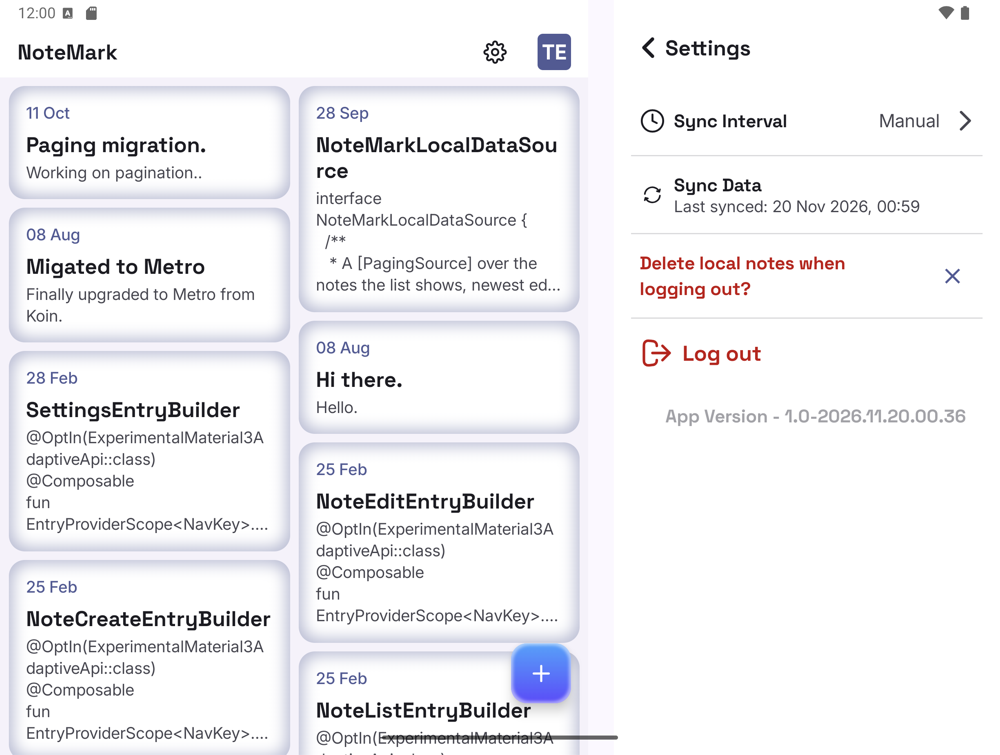 12:00
NoteMark
TE
11 Oct
Paging migration.
Working on pagination..
08 Aug
Migated to Metro
Finally upgraded to Metro from
Koin.
28 Feb
SettingsEntryBuilder
@OptIn(ExperimentalMaterial3A
daptiveApi::class)
@Composable
fun
EntryProviderScope<NavKey>....
25 Feb
NoteCreateEntryBuilder
@OptIn(ExperimentalMaterial3A
daptiveApi::class)
@Composable
fun
EntryProviderScope<NavKey>....
28 Sep
NoteMarkLocalDataSou
rce
interface
NoteMarkLocalDataSource {
/**
* A [PagingSource] over the
notes the list shows, newest ed...
08 Aug
Hi there.
Hello.
25 Feb
NoteEditEntryBuilder
@OptIn(ExperimentalMaterial3A
daptiveApi::class)
@Composable
fun
EntryProviderScope<NavKey>....
25 Feb
NoteListEntryBuilder
@OptIn(ExperimentalMaterial3A
Settings
Sync Interval
Manual
Sync Data
Last synced: 20 Nov 2026, 00:59
Delete local notes when
logging out?
Log out
App Version - 1.0-2026.11.20.00.36